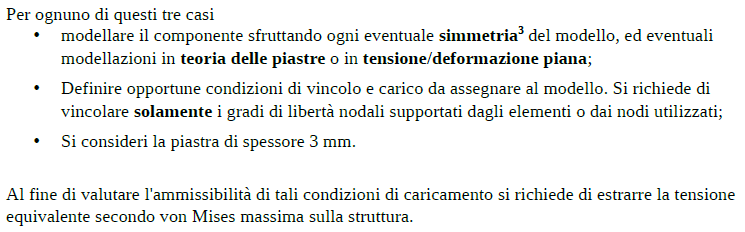 Per ognuno di questi tre casi
• modellare il componente sfruttando ogni eventuale simmetria³ del modello, ed eventuali
modellazioni in teoria delle piastre o in tensione/deformazione piana;
• Definire opportune condizioni di vincolo e carico da assegnare al modello. Si richiede di
vincolare solamente i gradi di libertà nodali supportati dagli elementi o dai nodi utilizzati;
• Si consideri la piastra di spessore 3 mm.
Al fine di valutare l'ammissibilità di tali condizioni di caricamento si richiede di estrarre la tensione
equivalente secondo von Mises massima sulla struttura.